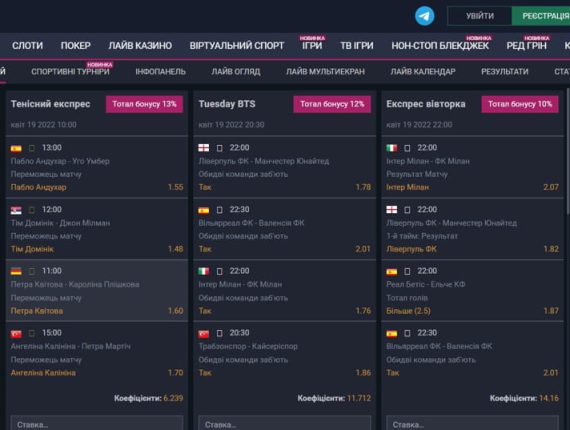 УВІЙТИ
РЕЄСТРАЦІЯ
НОВИНКА
НОВИНКА
СЛОТИ ПОКЕР ЛАЙВ КАЗИНО ВІРТУАЛЬНИЙ СПОРТ ІГРИ ТВ ІГРИ НОН-СТОП БЛЕКДЖЕК РЕД ГРІН К
НОВИНКА
Й СПОРТИВНІ ТУРНІРИ ІНФОПАНЕЛЬ ЛАЙВ ОГЛЯД ЛАЙВ МУЛЬТИЕКРАН ЛАЙВ КАЛЕНДАР РЕЗУЛЬТАТИ СТА
Тенісний експрес
Тотал бонусу 13%
квіт 19 2022 10:00
13:00
Пабло Андухар - Уго Умбер
Переможець матчу
Пабло Андухар 1.55
12:00
Тім Домінік - Джон Мілман
Переможець матчу
Тім Домінік 1.48
11:00
Петра Квітова - Кароліна Плішкова
Переможець матчу
Петра Квітова 1.60
15:00
Ангеліна Калініна - Петра Мартіч
Переможець матчу
Ангеліна Калініна 1.70
Коефіцієнти: 6.239
Ставка..
Tuesday BTS
Тотал бонусу 12%
квіт 19 2022 20:30
22:00
Ліверпуль ФК - Манчестер Юнайтед
Обидві команди заб'ють
Так 1.78
22:30
Вільярреал ФК - Валенсія ФК
Обидві команди заб'ють
Так 2.01
22:00
Інтер Мілан - ФК Мілан
Обидві команди заб'ють
Так 1.76
20:30
Трабзонспор - Кайсеріспор
Обидві команди заб'ють
Так 1.86
Коефіцієнти: 11.712
Ставка..
Експрес вівторка
Тотал бонусу 10%
квіт 19 2022 22:00
22:00
Інтер Мілан - ФК Мілан
Результат Матчу
Інтер Мілан 2.07
22:00
Ліверпуль ФК - Манчестер Юнайтед
1-й тайм: Результат
Ліверпуль ФК 1.82
22:00
Реал Бетіс - Ельче КФ
Тотал голів
Більше (2.5) 1.87
22:30
Вільярреал ФК - Валенсія ФК
Обидві команди заб'ють
Так 2.01
Коефіцієнти: 14.16
Ставка..